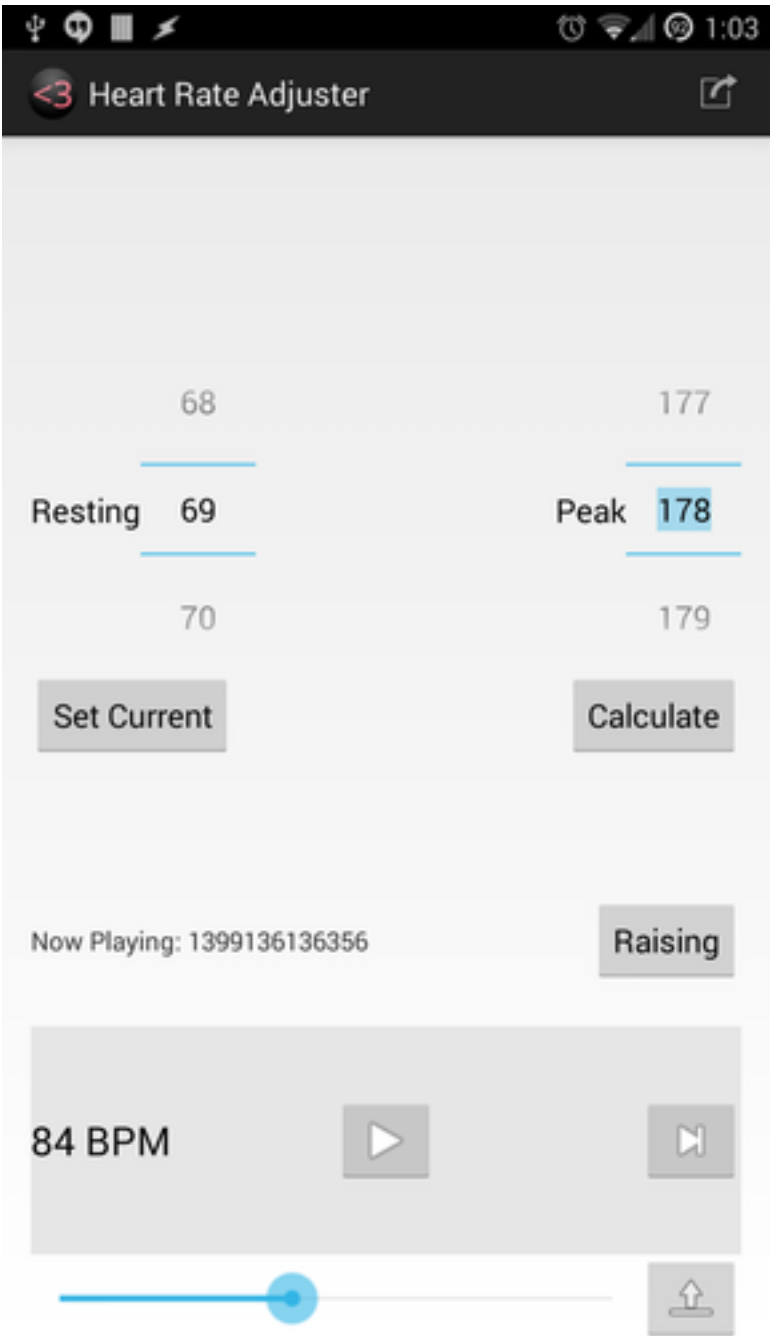 92 1:03
<3 Heart Rate Adjuster
68 177
Resting 69 Peak 178
70 179
Set Current Calculate
Now Playing: 1399136136356 Raising
84 BPM